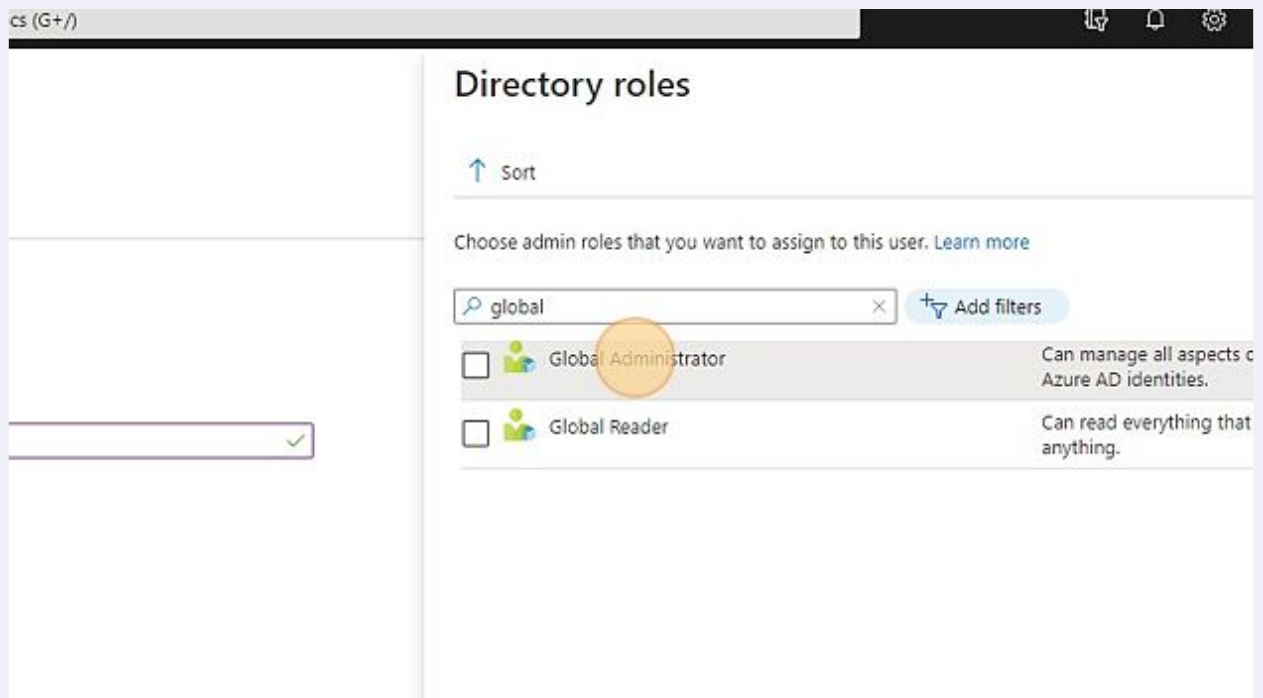 cs (G+/)
Directory roles
Sort
Choose admin roles that you want to assign to this user. Learn more
global
Add filters
Global Administrator
Can manage all aspects
Azure AD identities.
Global Reader
Can read everything that
anything.